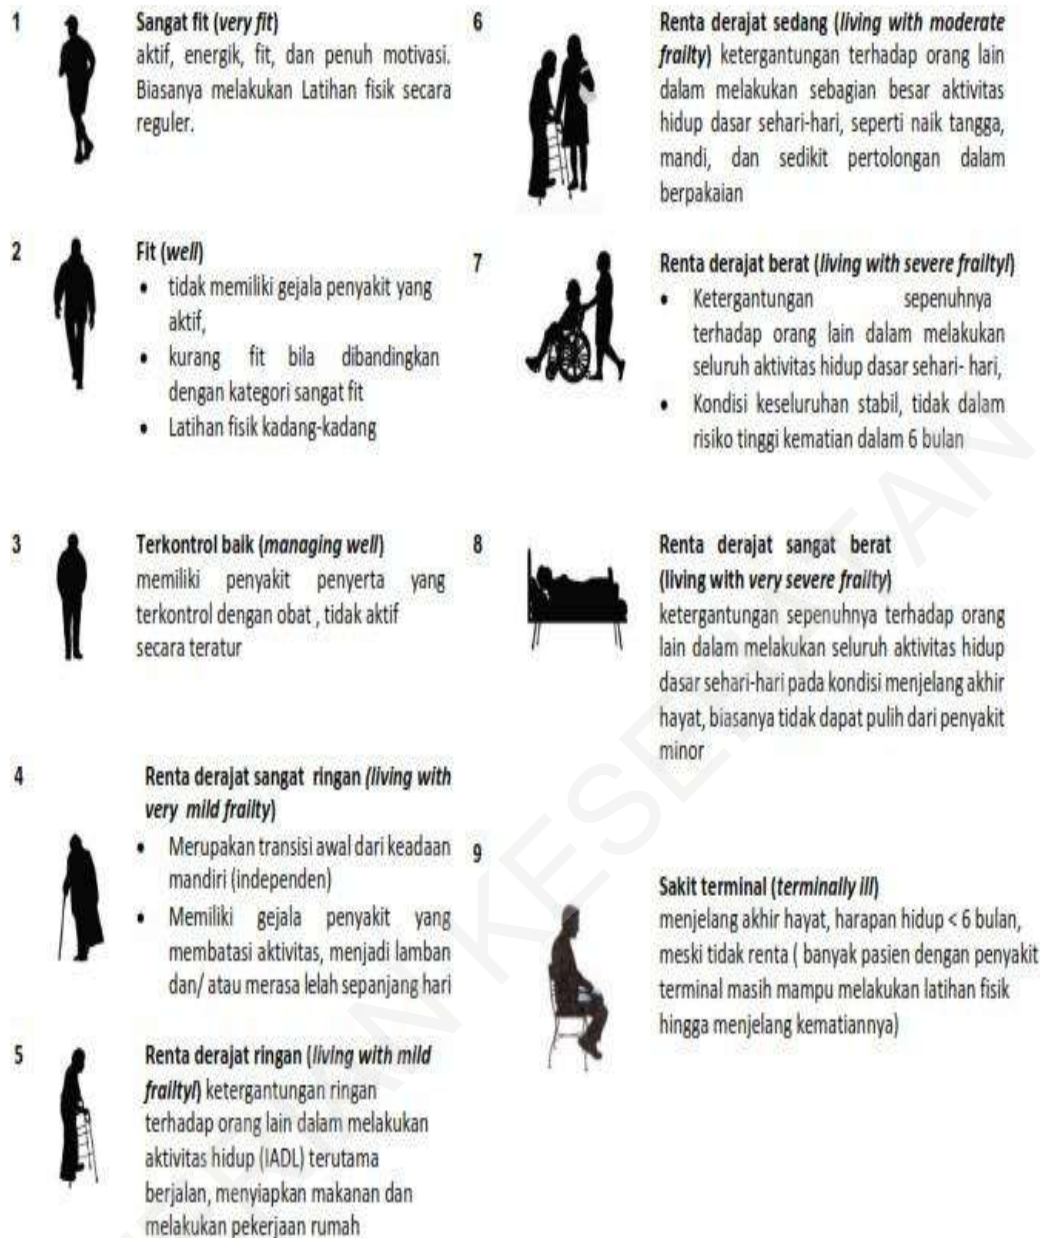 1
Sangat fit (very fit)
aktif, energik, fit, dan penuh motivasi.
Biasanya melakukan Latihan fisik secara
reguler.
2
Fit (well)
• tidak memiliki gejala penyakit yang
aktif,
• kurang fit bila dibandingkan
dengan kategori sangat fit
• Latihan fisik kadang-kadang
3
Terkontrol baik (managing well)
memiliki penyakit penyerta yang
terkontrol dengan obat , tidak aktif
secara teratur
4
Renta derajat sangat ringan (living with
very mild frailty)
• Merupakan transisi awal dari keadaan
mandiri (independen)
• Memiliki gejala penyakit yang
membatasi aktivitas, menjadi lamban
dan/ atau merasa lelah sepanjang hari
5
Renta derajat ringan (living with mild
frailtyl) ketergantungan ringan
terhadap orang lain dalam melakukan
aktivitas hidup (IADL) terutama
berjalan, menyiapkan makanan dan
melakukan pekerjaan rumah
6
Renta derajat sedang (living with moderate
frailty) ketergantungan terhadap orang lain
dalam melakukan sebagian besar aktivitas
hidup dasar sehari-hari, seperti naik tangga,
mandi, dan sedikit pertolongan dalam
berpakaian
7
Renta derajat berat (living with severe frailtyl)
• Ketergantungan sepenuhnya
terhadap orang lain dalam melakukan
seluruh aktivitas hidup dasar sehari- hari,
• Kondisi keseluruhan stabil, tidak dalam
risiko tinggi kematian dalam 6 bulan
8
Renta derajat sangat berat
(living with very severe frailty)
ketergantungan sepenuhnya terhadap orang
lain dalam melakukan seluruh aktivitas hidup
dasar sehari-hari pada kondisi menjelang akhir
hayat, biasanya tidak dapat pulih dari penyakit
minor
9
Sakit terminal (terminally ill)
menjelang akhir hayat, harapan hidup < 6 bulan,
meski tidak renta ( banyak pasien dengan penyakit
terminal masih mampu melakukan latihan fisik
hingga menjelang kematiannya)